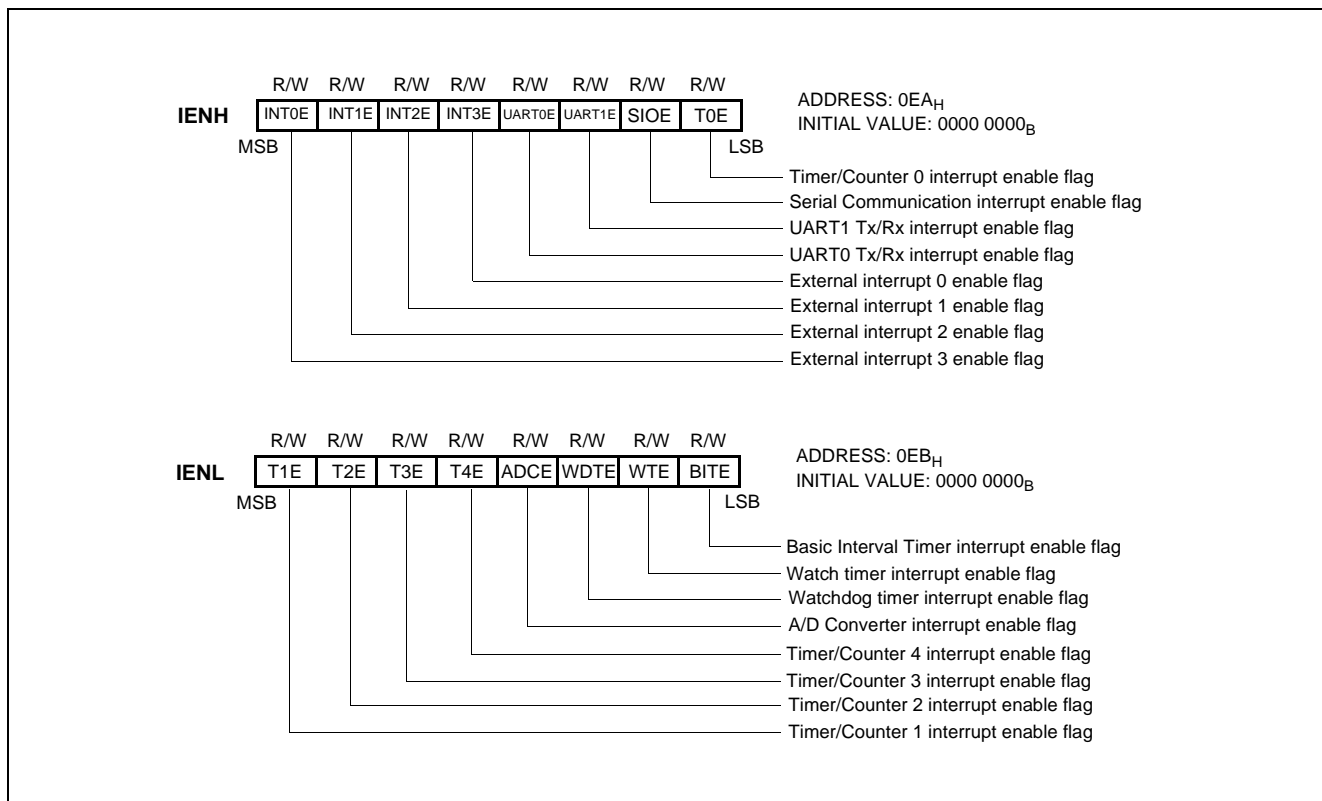 R/W R/W R/W R/W R/W R/W R/W R/W
IENH INT0E INT1E INT2E INT3E UART0E UART1E SIOE T0E
ADDRESS: 0EAH
INITIAL VALUE: 0000 0000B
MSB LSB
Timer/Counter 0 interrupt enable flag
Serial Communication interrupt enable flag
UART1 Tx/Rx interrupt enable flag
UART0 Tx/Rx interrupt enable flag
External interrupt 0 enable flag
External interrupt 1 enable flag
External interrupt 2 enable flag
External interrupt 3 enable flag
R/W R/W R/W R/W R/W R/W R/W R/W
IENL T1E T2E T3E T4E ADCE WDTE WTE BITE
ADDRESS: 0EBH
INITIAL VALUE: 0000 0000B
MSB LSB
Basic Interval Timer interrupt enable flag
Watch timer interrupt enable flag
Watchdog timer interrupt enable flag
A/D Converter interrupt enable flag
Timer/Counter 4 interrupt enable flag
Timer/Counter 3 interrupt enable flag
Timer/Counter 2 interrupt enable flag
Timer/Counter 1 interrupt enable flag